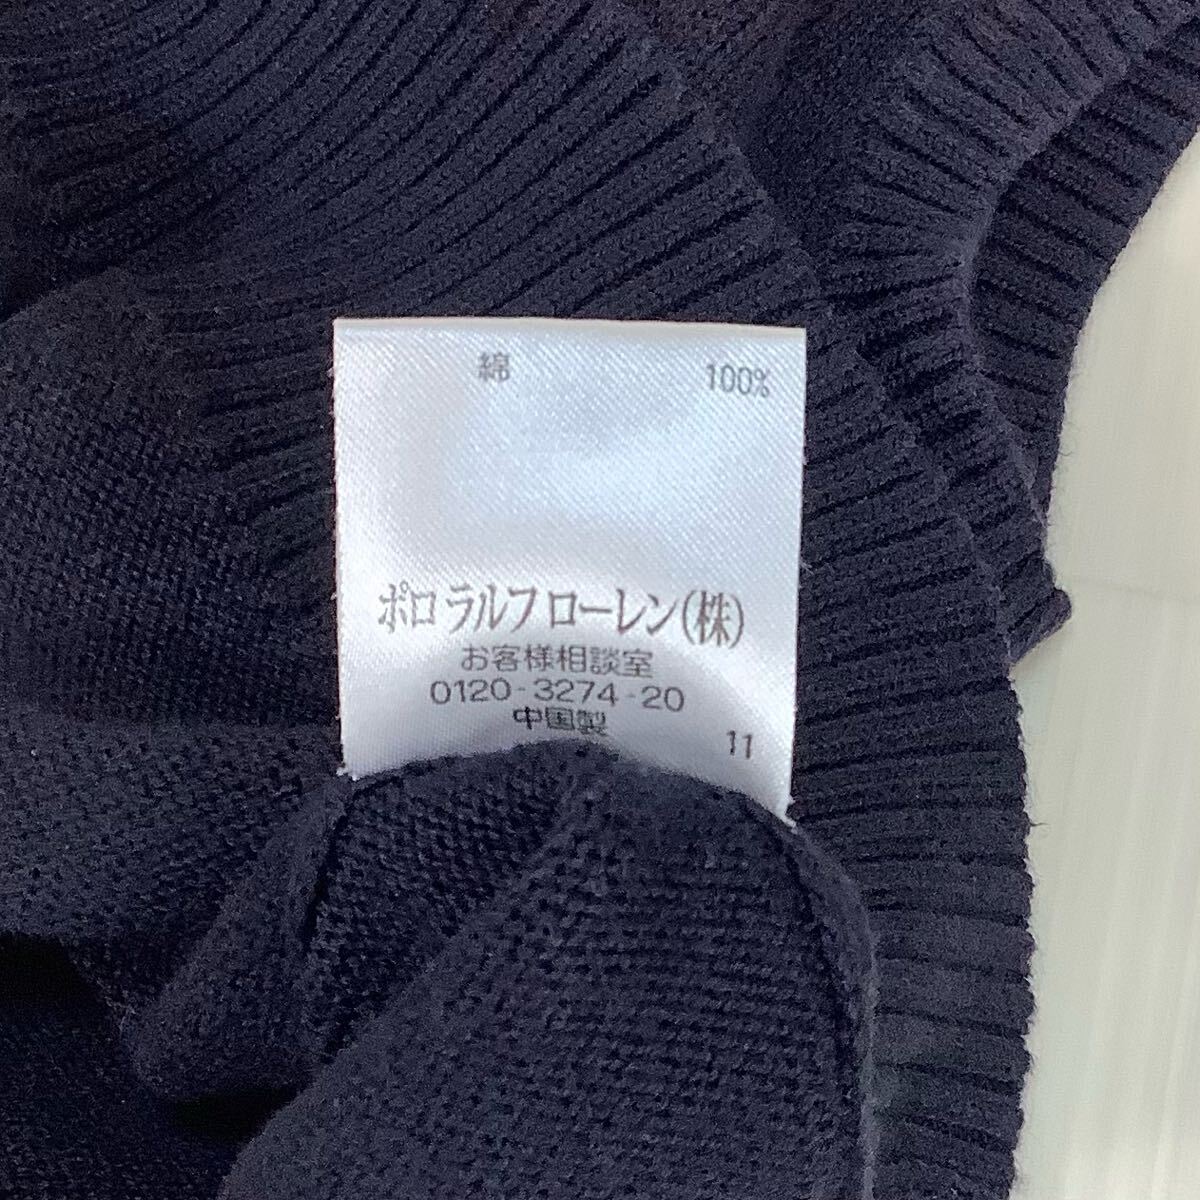 綿 100%
ポロ ラルフ ローレン(株)
お客様相談室
0120-3274-20
中国製
11